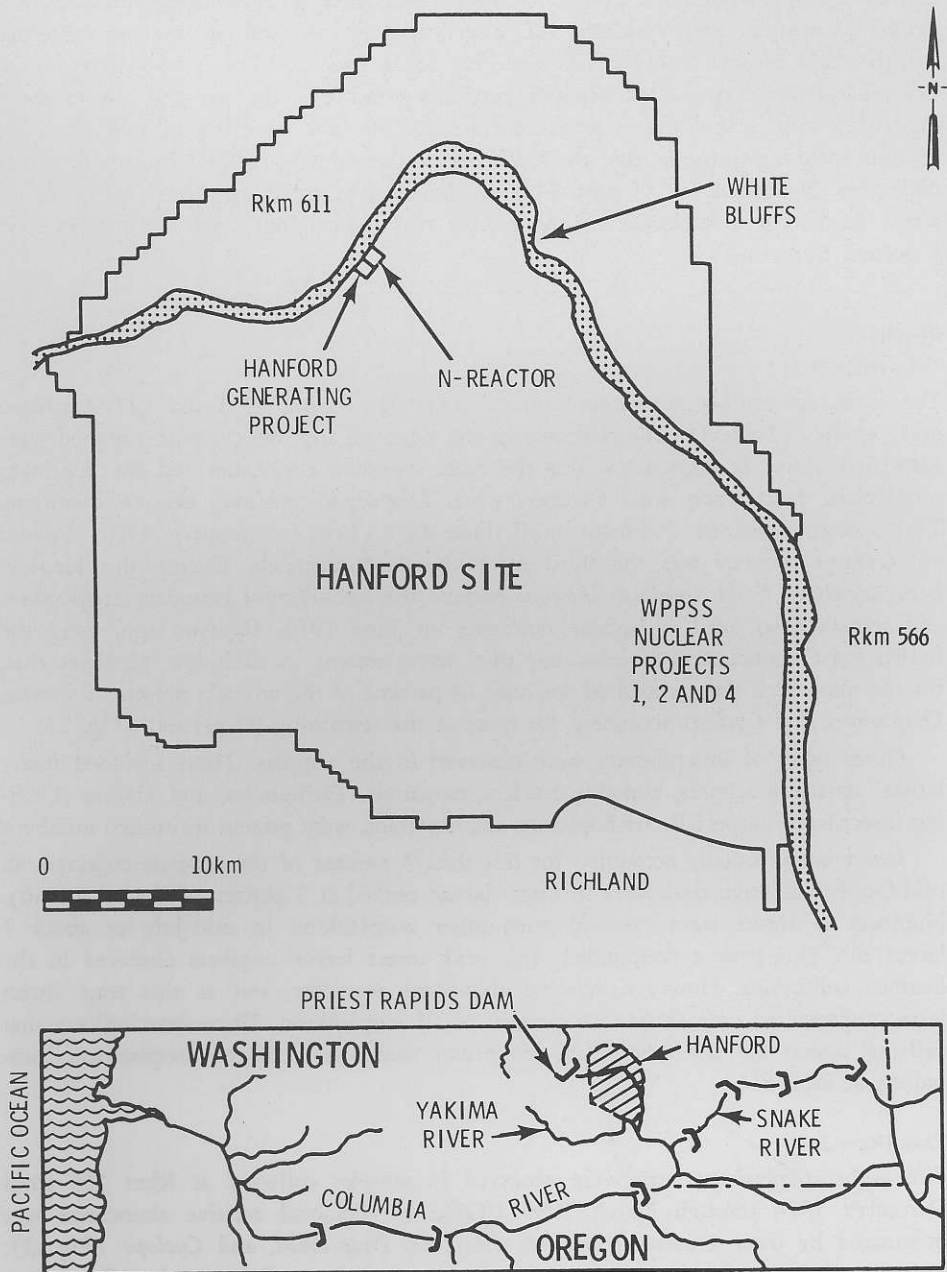 N
Rkm 611
WHITE
BLUFFS
HANFORD
GENERATING
PROJECT
N-REACTOR
HANFORD SITE
WPPSS
NUCLEAR
PROJECTS
1, 2 AND 4
Rkm 566
0 10km
RICHLAND
PRIEST RAPIDS DAM
HANFORD
WASHINGTON
PACIFIC OCEAN
YAKIMA
RIVER
SNAKE
RIVER
COLUMBIA RIVER
OREGON